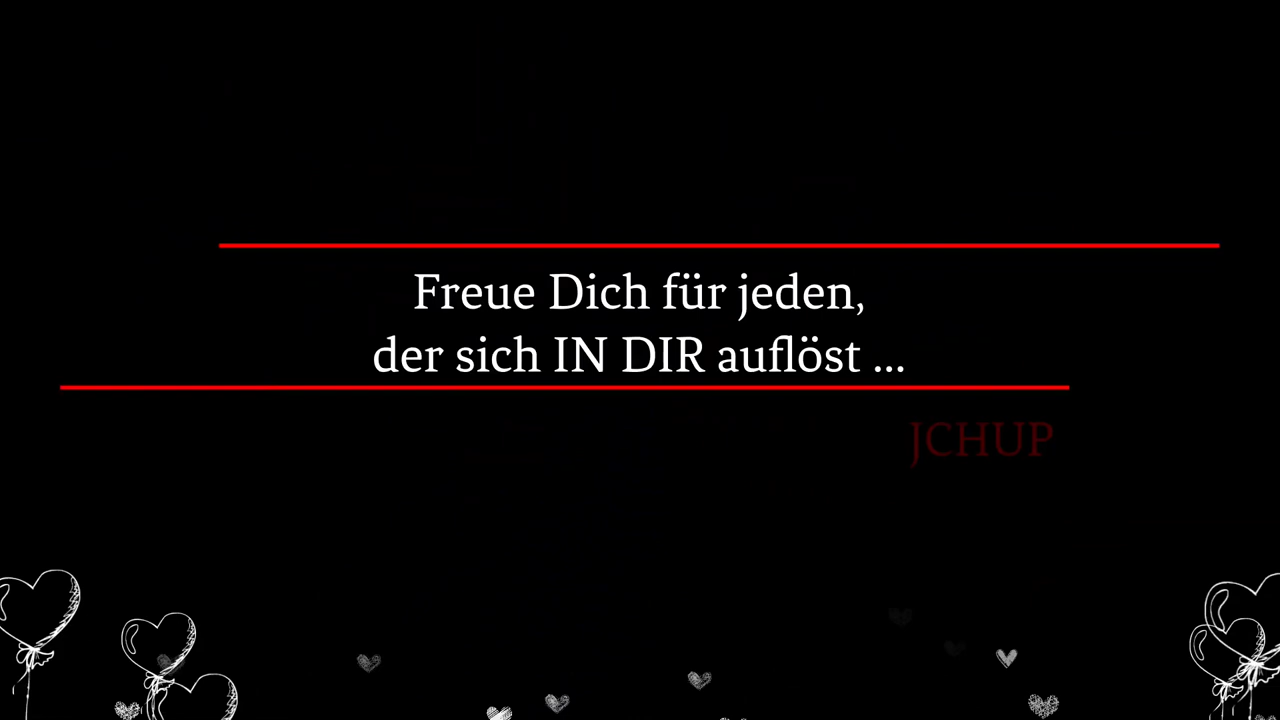 Freue Dich für jeden,
der sich IN DIR auflöst ...
JCHUP